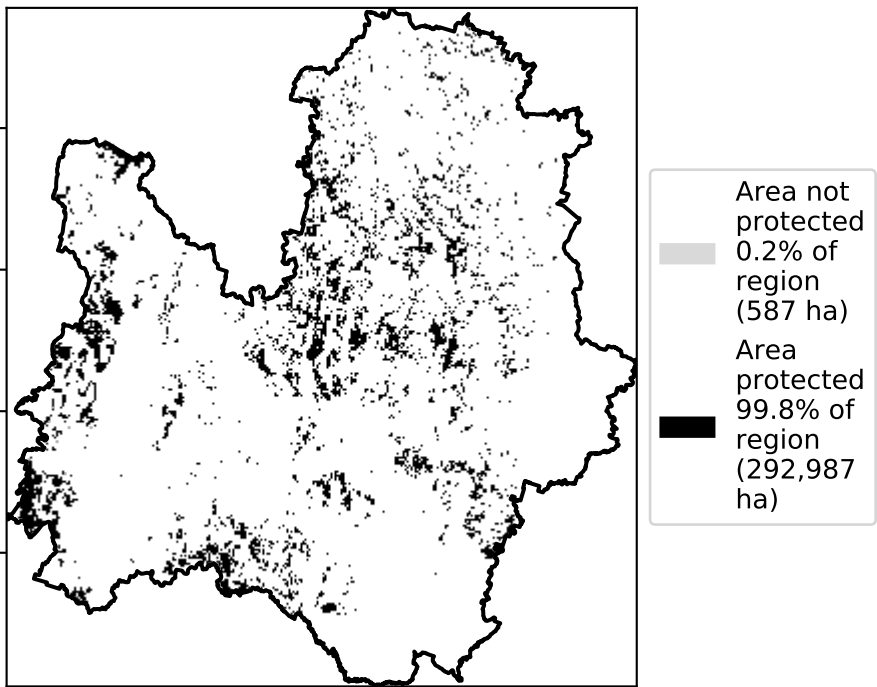 Area not
protected
0.2% of
region
(587 ha)
Area
protected
99.8% of
region
(292,987
ha)